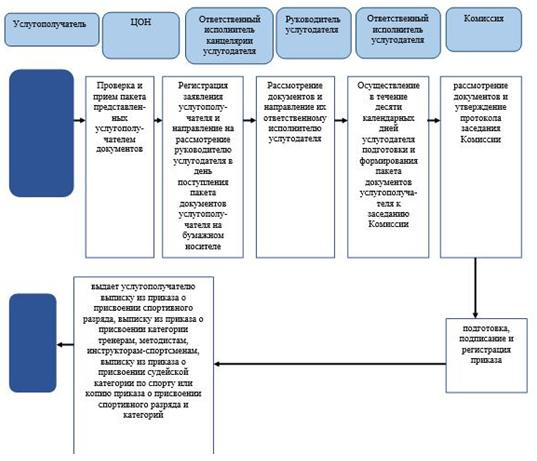 Услугополучатель
ЦОН
Ответственный
исполнитель
канцелярии
услугодателя
Руководитель
услугодателя
Ответственный
исполнитель
услугодателя
Комиссия
Проверка и
прием пакета
представлен-
ных
услугополу-
чателем
документов
Регистрация
заявления
услугополу-
чателя и
направление на
рассмотрение
руководителю
услугодателя в
день
поступления
пакета
документов
услугополу-
чателя на
бумажном
носителе
Рассмотрение
документов и
направление их
ответственному
исполнителю
услугодателя
Осуществление
в течение
десяти
календарных
дней
услугодателя
подготовки и
формирования
пакета
документов
услугополуча-
теля к
заседанию
Комиссии
рассмотрение
документов и
утверждение
протокола
заседания
Комиссии
выдает услугополучателю
выписку из приказа о
присвоении спортивного
разряда, выписку из приказа о
присвоении категории
тренерам, методистам,
инструкторам-спортсменам,
выписку из приказа о
присвоении судейской
категории по спорту или
копию приказа о присвоении
спортивного разряда и
категорий
подготовка,
подписание и
регистрация
приказа